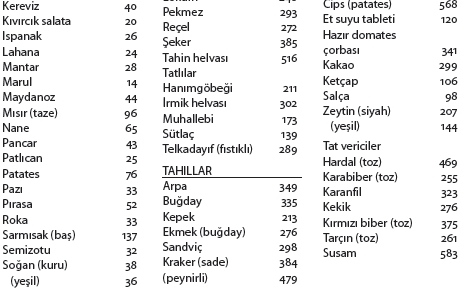 Kereviz 40
Kıvırcık salata 20
Ispanak 26
Lahana 24
Mantar 28
Marul 14
Maydanoz 44
Mısır (taze) 96
Nane 65
Pancar 43
Patlıcan 25
Patates 76
Pazı 33
Pırasa 52
Roka 33
Sarmısak (baş) 137
Semizotu 32
Soğan (kuru) 38
(yeşil) 36
Pekmez 293
Reçel 272
Şeker 385
Tahin helvası 516
Tatlılar
Hanımgöbeği 211
İrmik helvası 302
Muhallebi 173
Sütlaç 139
Telkadayıf (fıstıklı) 289
TAHILLAR
Arpa 349
Buğday 335
Kepek 213
Ekmek (buğday) 276
Sandviç 298
Kraker (sade) 384
(peynirli) 479
Cips (patates) 568
Et suyu tableti 120
Hazır domates
çorbası 341
Kakao 299
Ketçap 106
Salça 98
Zeytin (siyah) 207
(yeşil) 144
Tat vericiler
Hardal (toz) 469
Karabiber (toz) 255
Karanfil 323
Kekik 276
Kırmızı biber (toz) 375
Tarçın (toz) 261
Susam 583